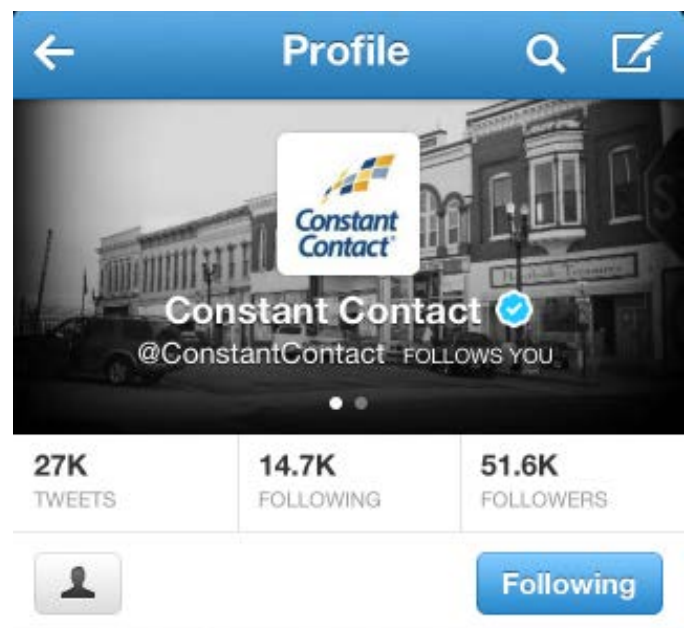 Profile
Constant
Contact®
Constant Contact
@ConstantContact FOLLOWS YOU
27K 14.7K 51.6K
TWEETS FOLLOWING FOLLOWERS
Following